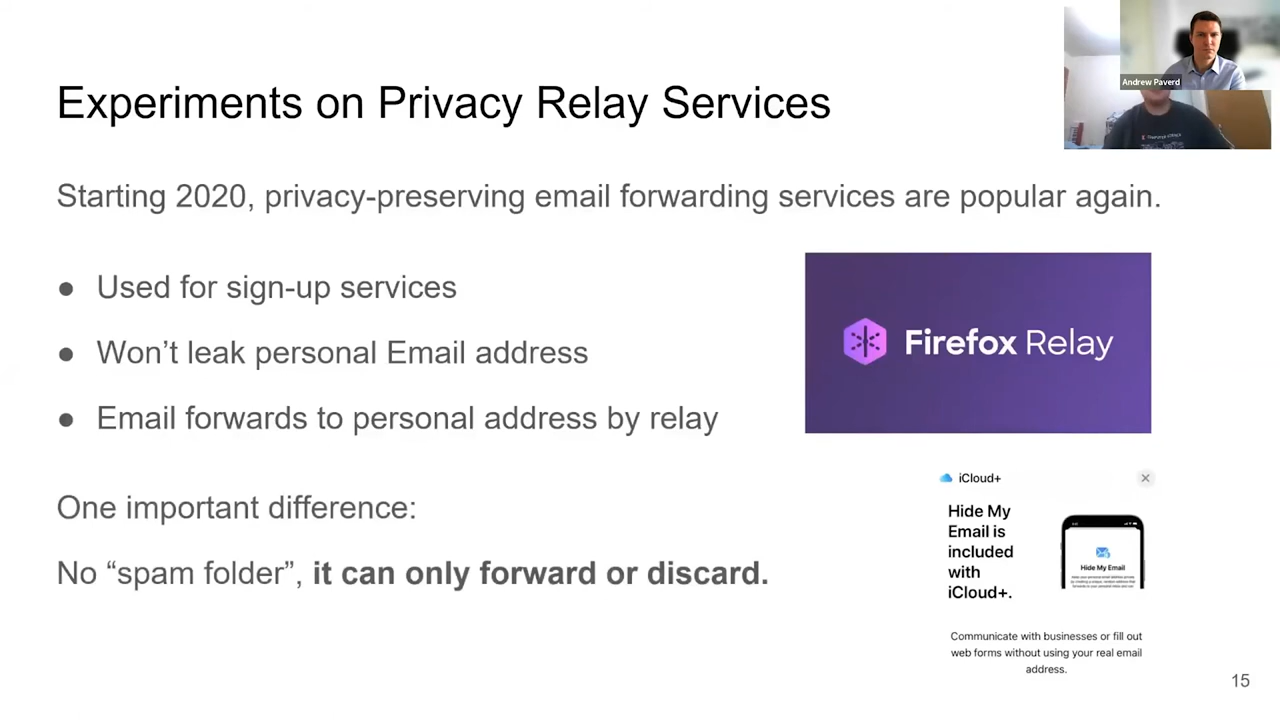 Andrew Paverd
Experiments on Privacy Relay Services
Starting 2020, privacy-preserving email forwarding services are popular again.
● Used for sign-up services
● Won’t leak personal Email address
● Email forwards to personal address by relay
Firefox Relay
One important difference:
No “spam folder”, it can only forward or discard.
iCloud+
Hide My
Email is
included
with
iCloud+.
Hide My Email
Communicate with businesses or fill out
web forms without using your real email
address.
15